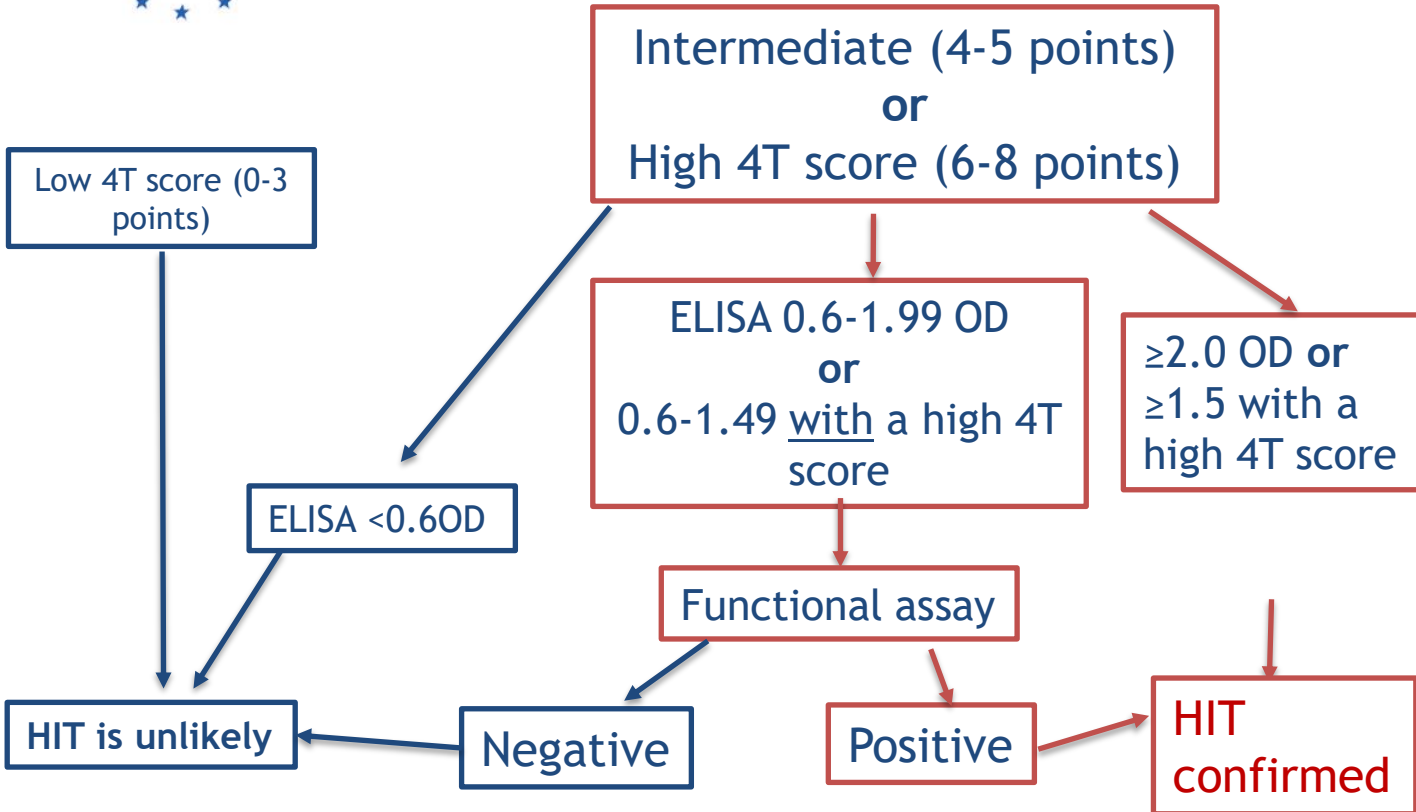 Intermediate (4-5 points)
or
High 4T score (6-8 points)
Low 4T score (0-3
points)
ELISA 0.6-1.99 OD
or
0.6-1.49 with a high 4T
score
≥2.0 OD or
≥1.5 with a
high 4T score
ELISA <0.6OD
Functional assay
HIT is unlikely
Negative
Positive
HIT
confirmed